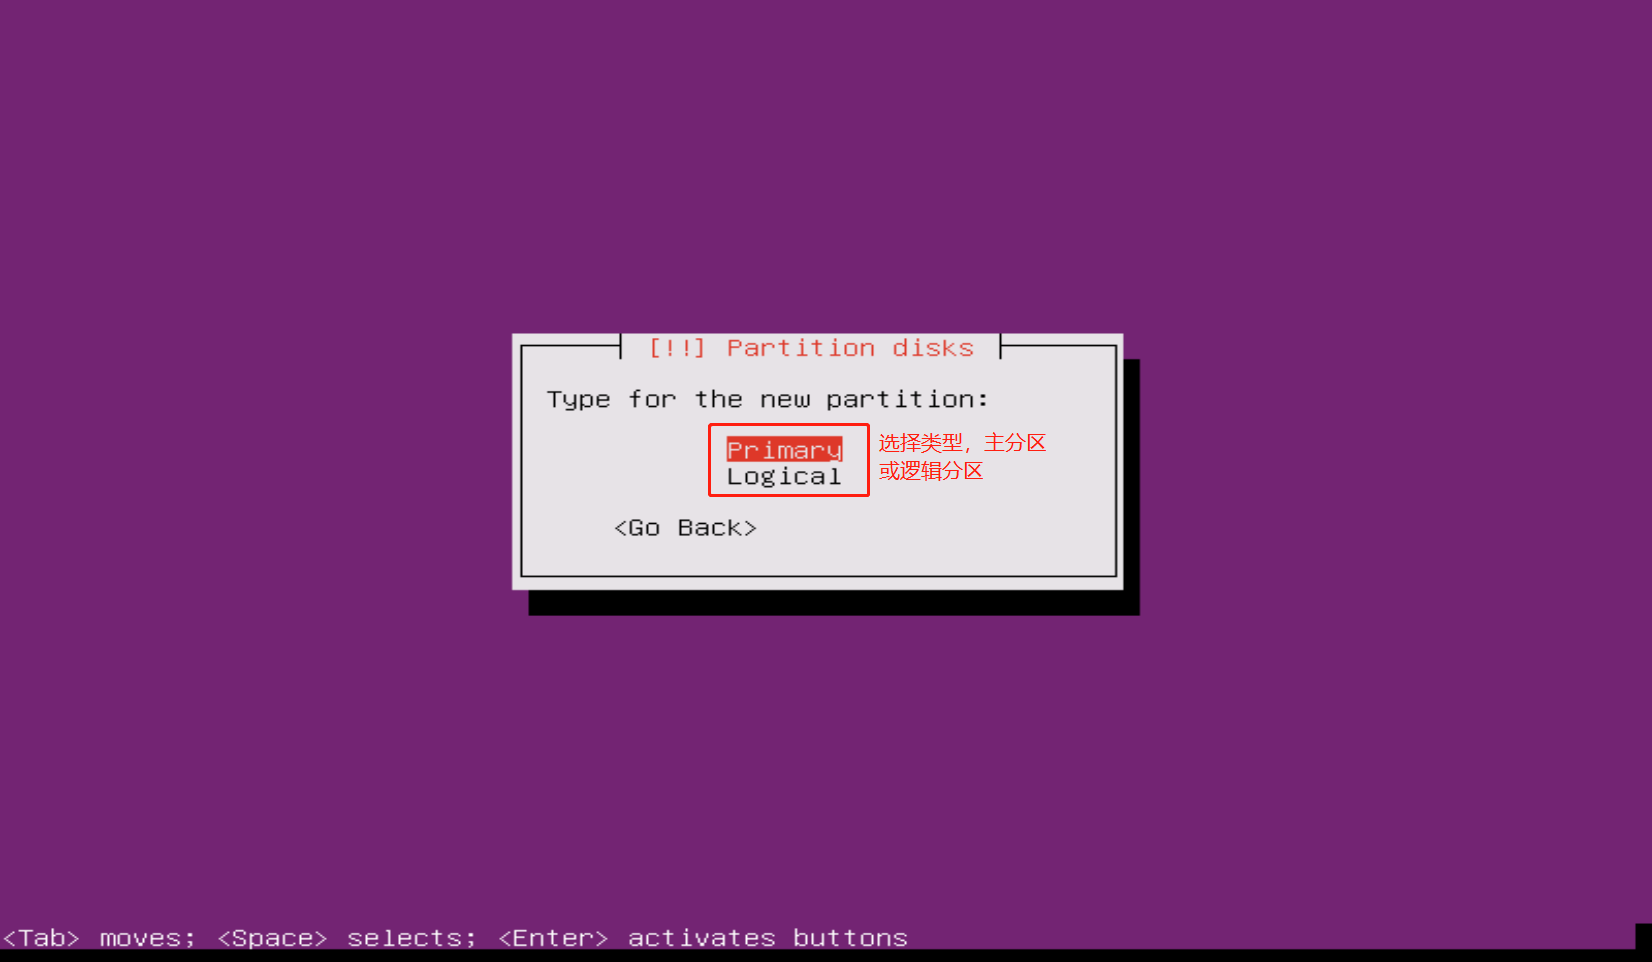 [!!] Partition disks
Type for the new partition:
Primary
Logical
选择类型，主分区
或逻辑分区
<Go Back>
<Tab> moves; <Space> selects; <Enter> activates buttons